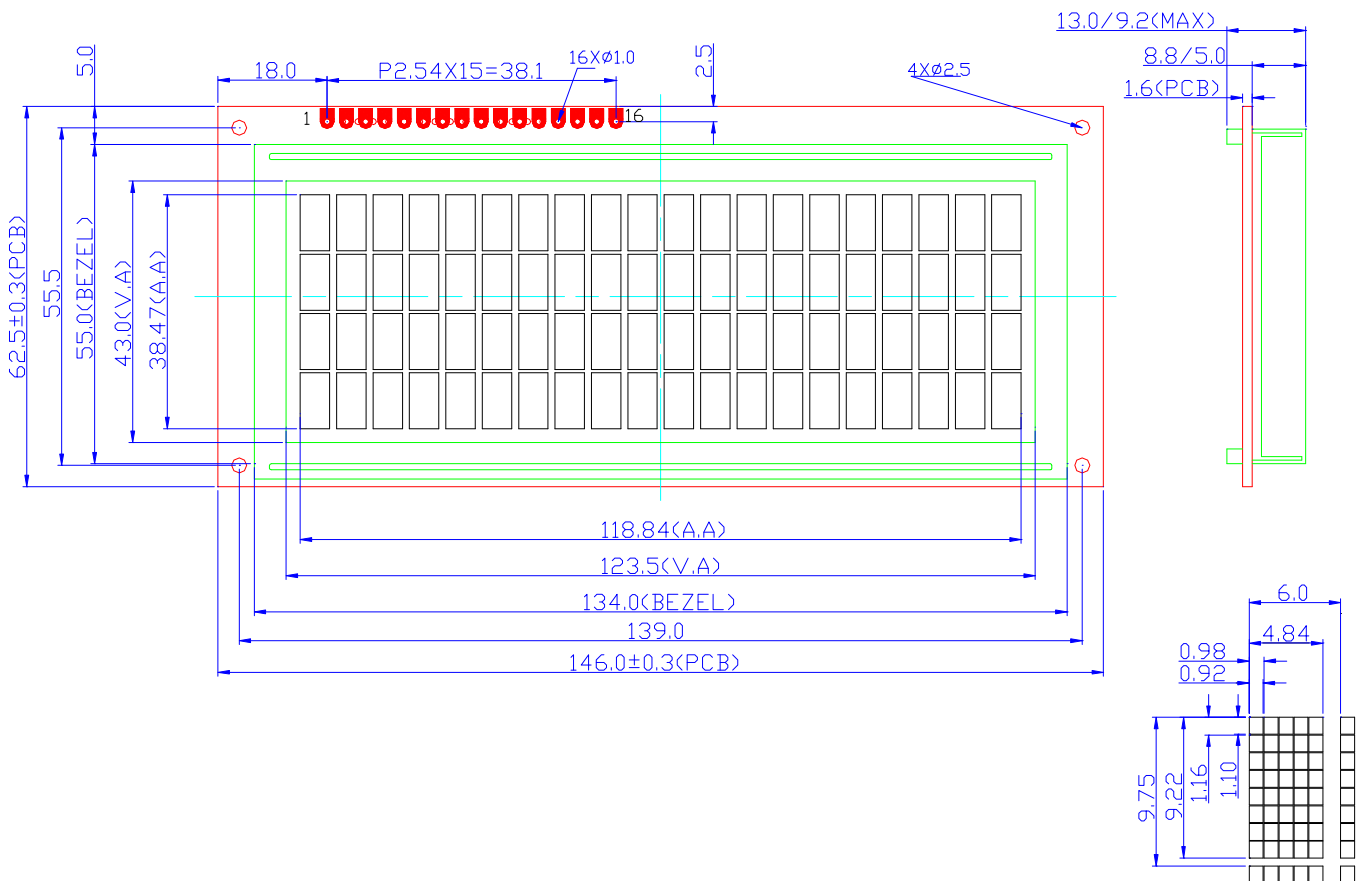 13.0/9.2(MAX)
8.8/5.0
1.6(PCB)
5.0
18.0
P2.54X15=38.1
16XØ1.0
2.5
4XØ2.5
1
16
62.5±0.3(PCB)
55.5
55.0(BEZEL)
43.0(V.A)
38.47(A.A)
118.84(A.A)
123.5(V.A)
134.0(BEZEL)
139.0
146.0±0.3(PCB)
6.0
4.84
0.98
0.92
9.75
9.22
1.16
1.10